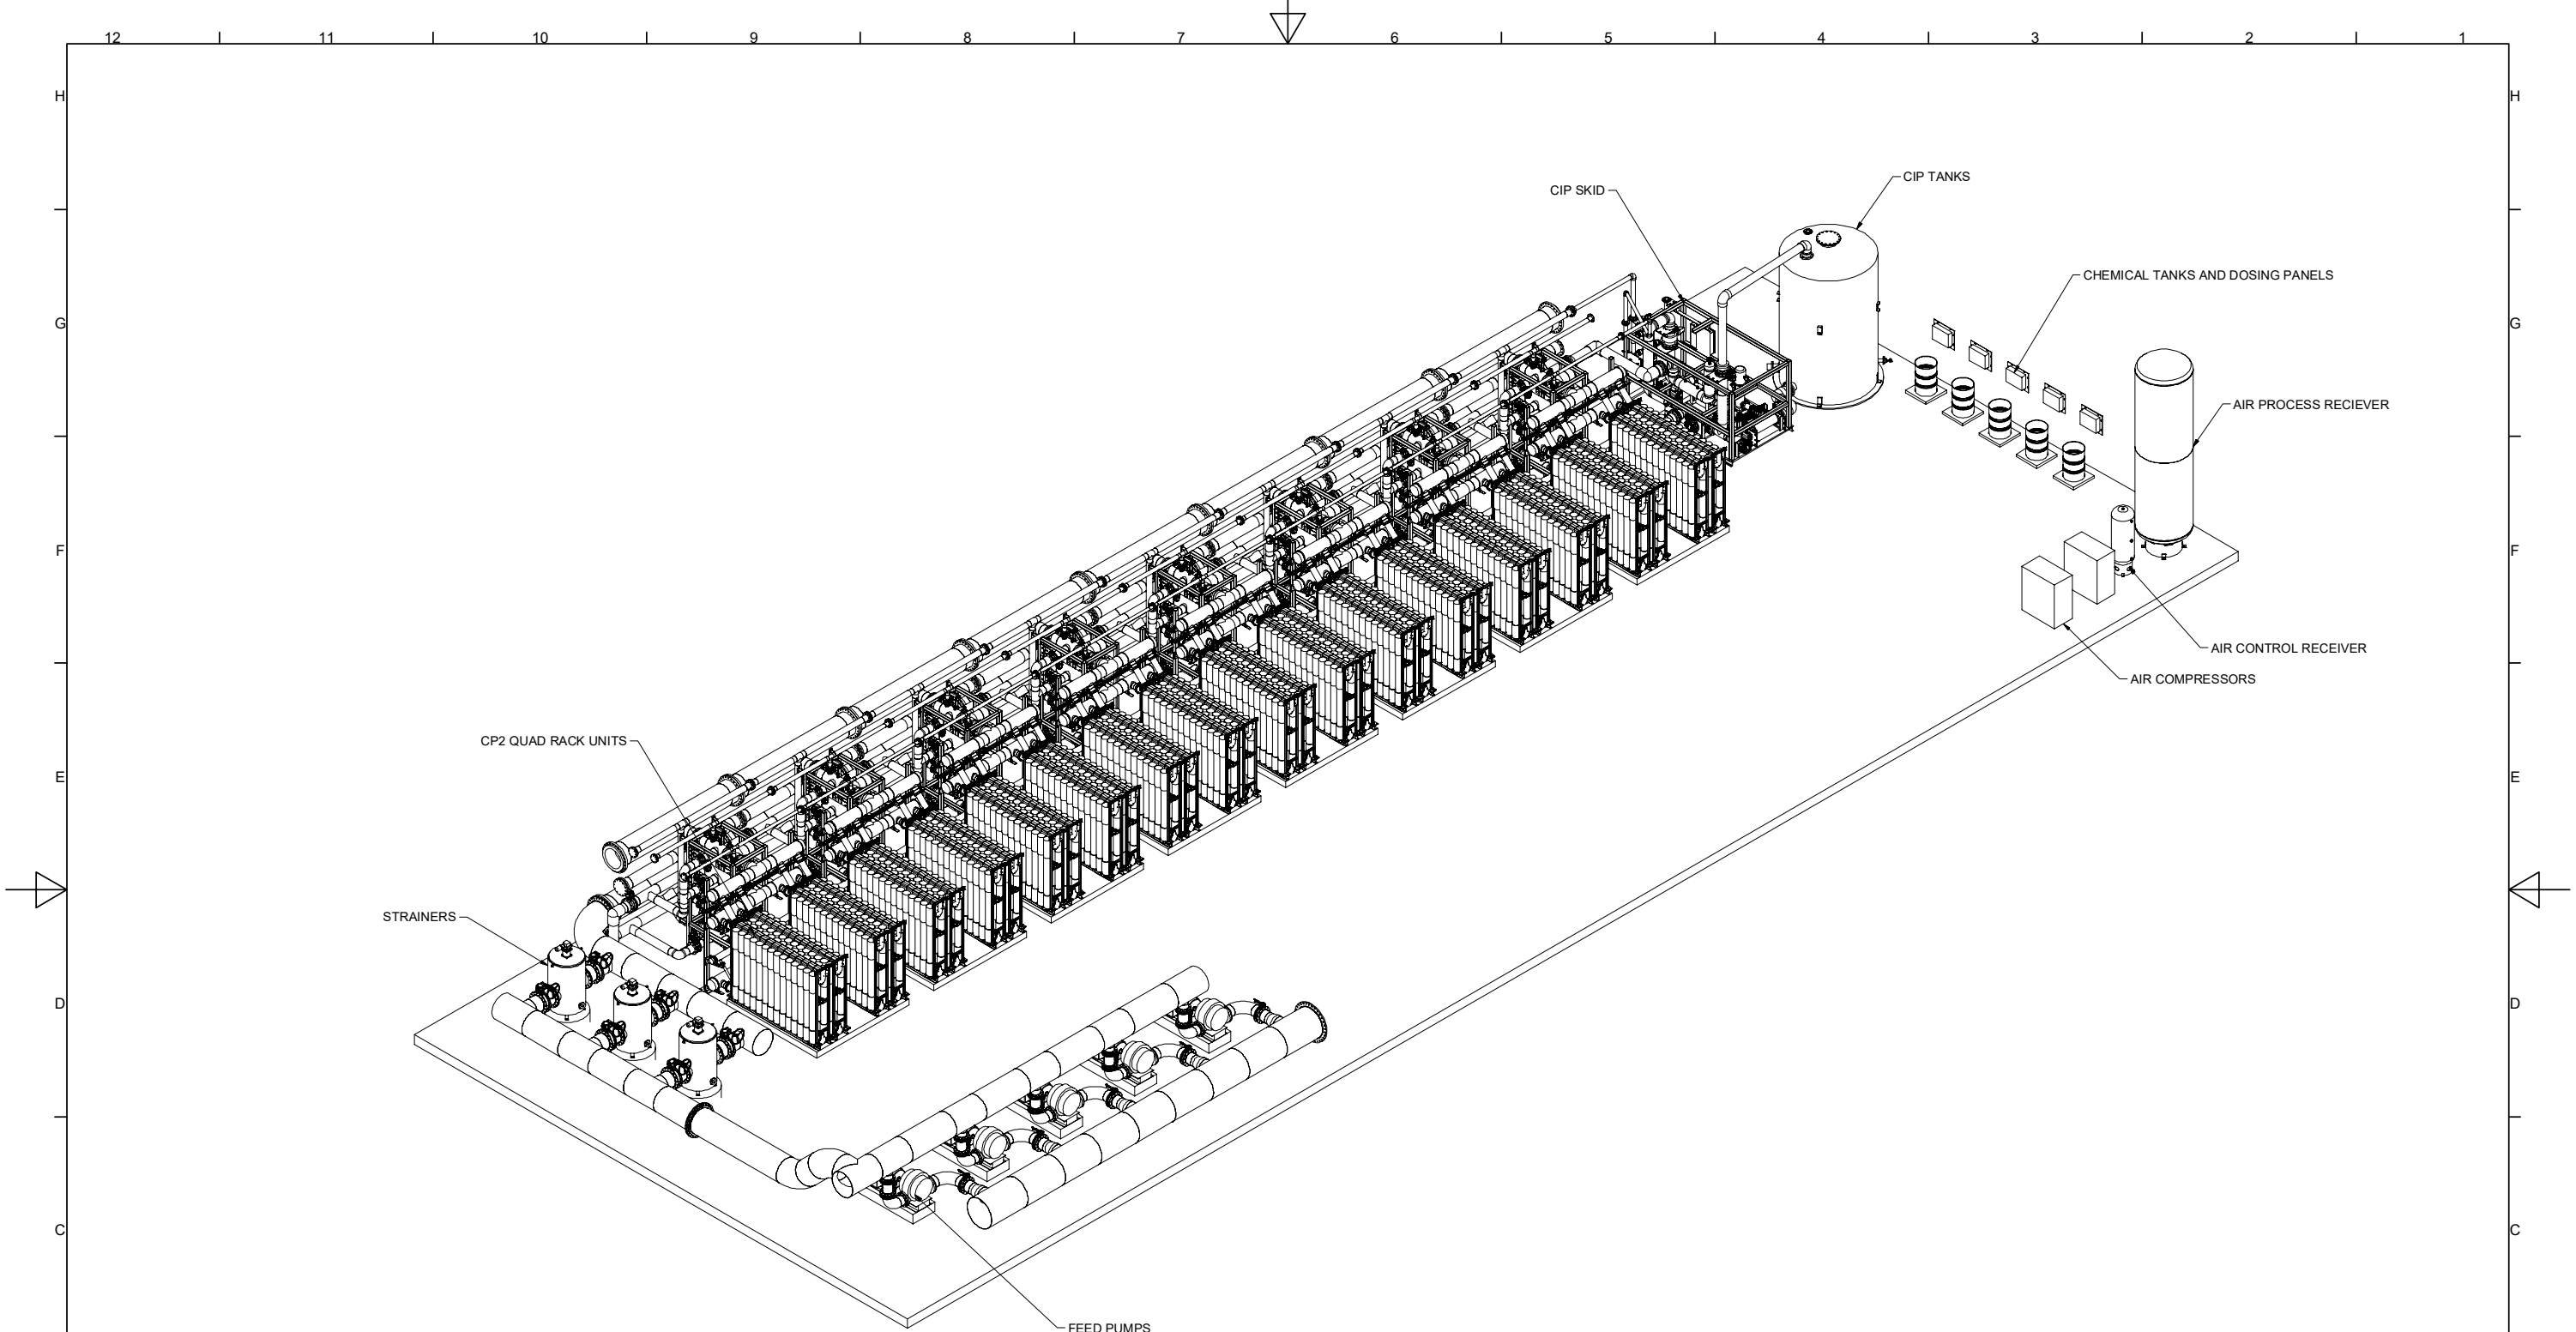 12 11 10 9 8 7 6 5 4 3 2 1
H H
CIP TANKS
CIP SKID
CHEMICAL TANKS AND DOSING PANELS
G G
AIR PROCESS RECIEVER
F F
AIR CONTROL RECEIVER
AIR COMPRESSORS
CP2 QUAD RACK UNITS
E E
STRAINERS
D D
C C
FEED PUMPS